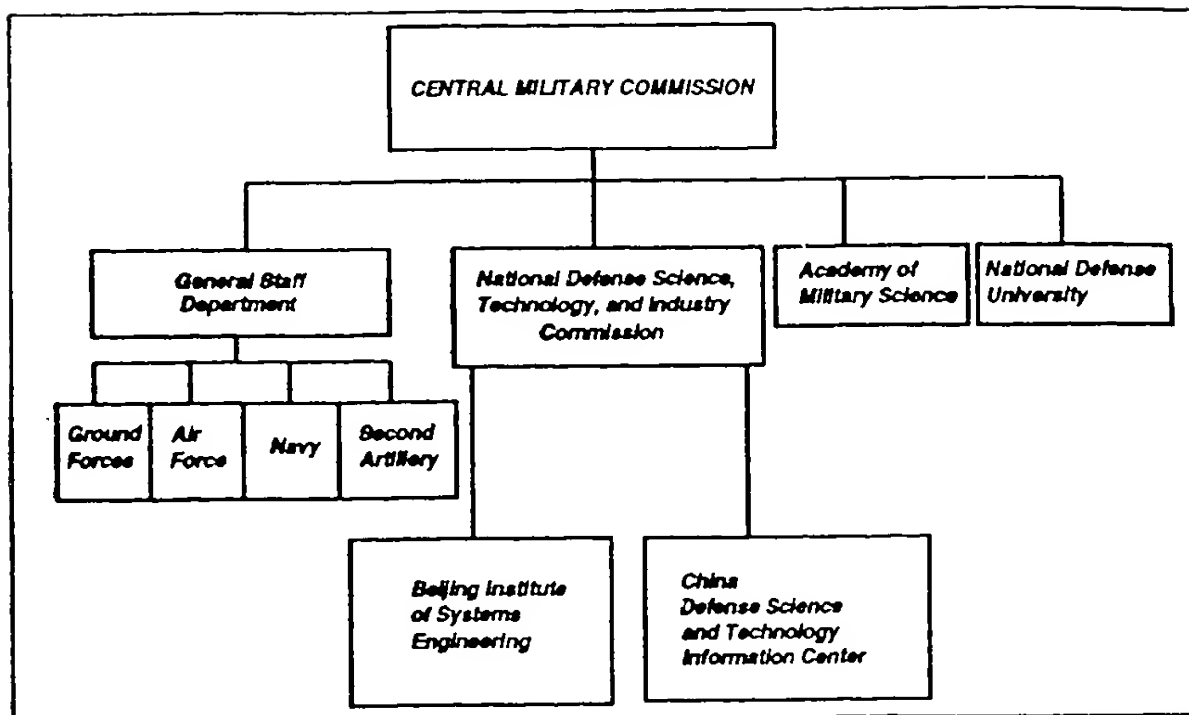 CENTRAL MILITARY COMMISSION
General Staff
Department
National Defense Science,
Technology, and Industry
Commission
Academy of
Military Science
National Defense
University
Ground
Forces
Air
Force
Navy
Second
Artillery
Beijing Institute
of Systems
Engineering
China
Defense Science
and Technology
Information Center